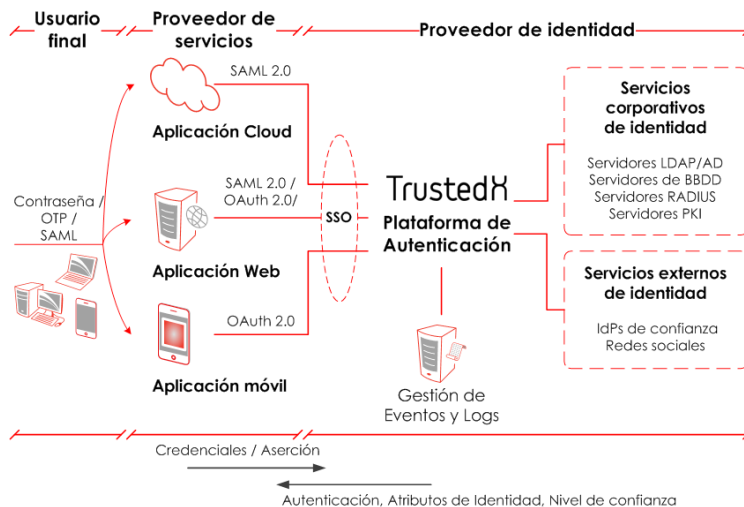 Usuario
final
Proveedor de
servicios
Proveedor de identidad
SAML 2.0
Aplicación Cloud
Contraseña /
OTP /
SAML
SAML 2.0 /
OAuth 2.0/
Aplicación Web
OAuth 2.0
Aplicación móvil
SSO
TrustedX
Plataforma de
Autenticación
Gestión de
Eventos y Logs
Servicios
corporativos
de identidad
Servidores LDAP/AD
Servidores de BBDD
Servidores RADIUS
Servidores PKI
Servicios externos
de identidad
IdPs de confianza
Redes sociales
Credenciales / Aserción
Autenticación, Atributos de Identidad, Nivel de confianza